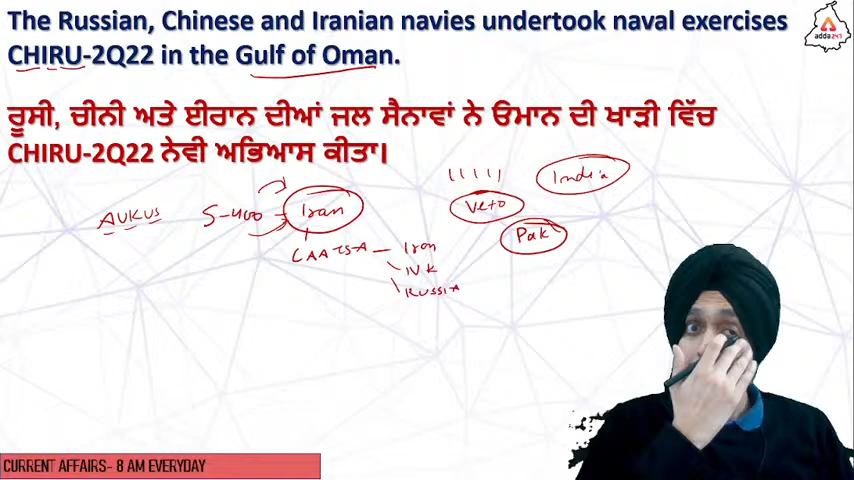 The Russian, Chinese and Iranian navies undertook naval exercises
CHIRU-2Q22 in the Gulf of Oman.
adda247
ਰੂਸੀ, ਚੀਨੀ ਅਤੇ ਈਰਾਨ ਦੀਆਂ ਜਲ ਸੈਨਾਵਾਂ ਨੇ ਓਮਾਨ ਦੀ ਖਾੜੀ ਵਿੱਚ
CHIRU-2Q22 ਨੇਵੀ ਅਭਿਆਸ ਕੀਤਾ।
India
AUKUS S-400 Iran Veto
Pak
CAATSA Iran
N K
RUSSIA
CURRENT AFFAIRS- 8 AM EVERYDAY